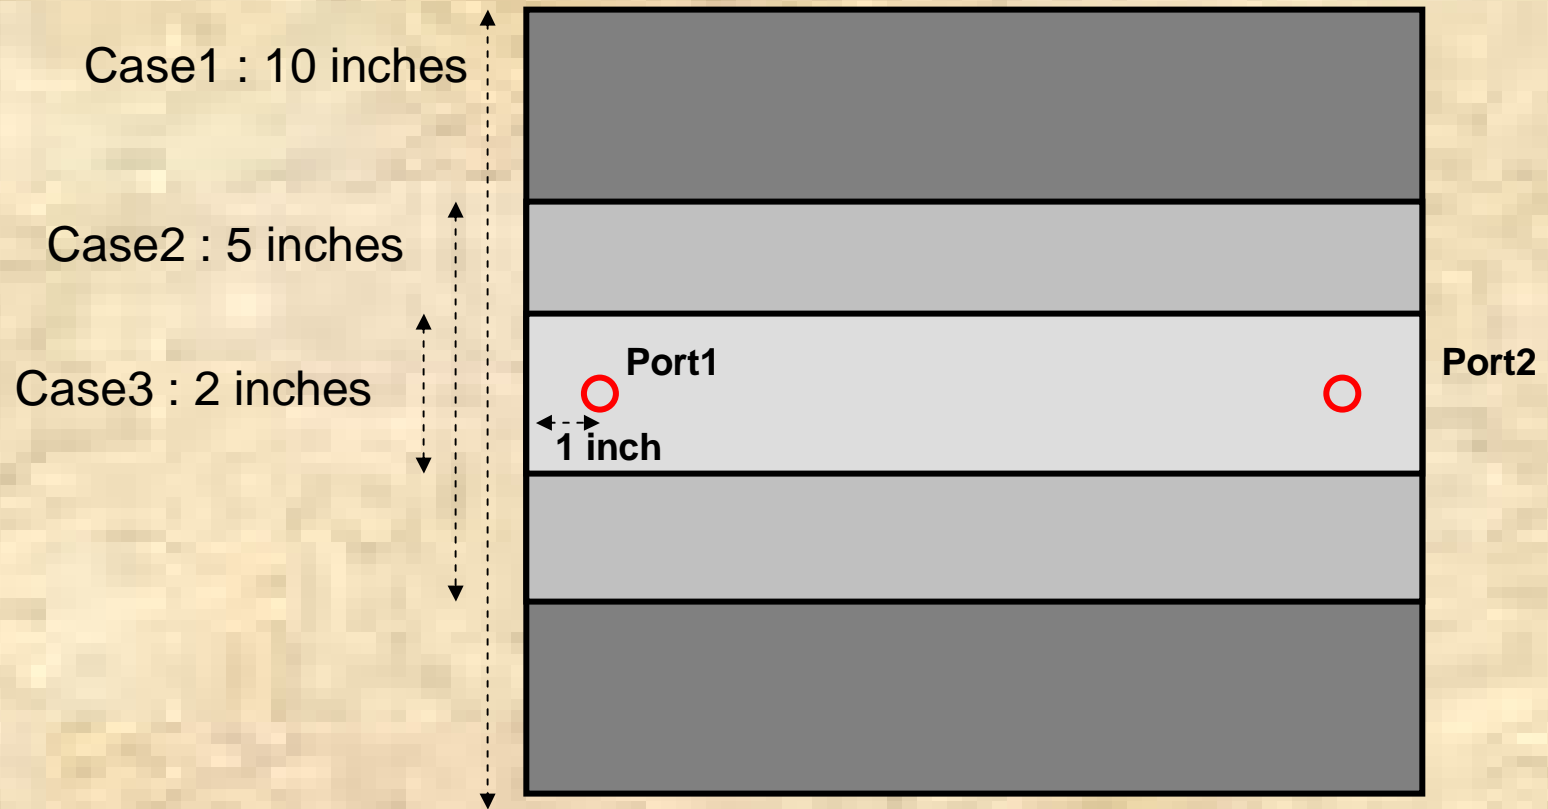 Case1 : 10 inches
Case2 : 5 inches
Port1
Port2
Case3 : 2 inches
1 inch